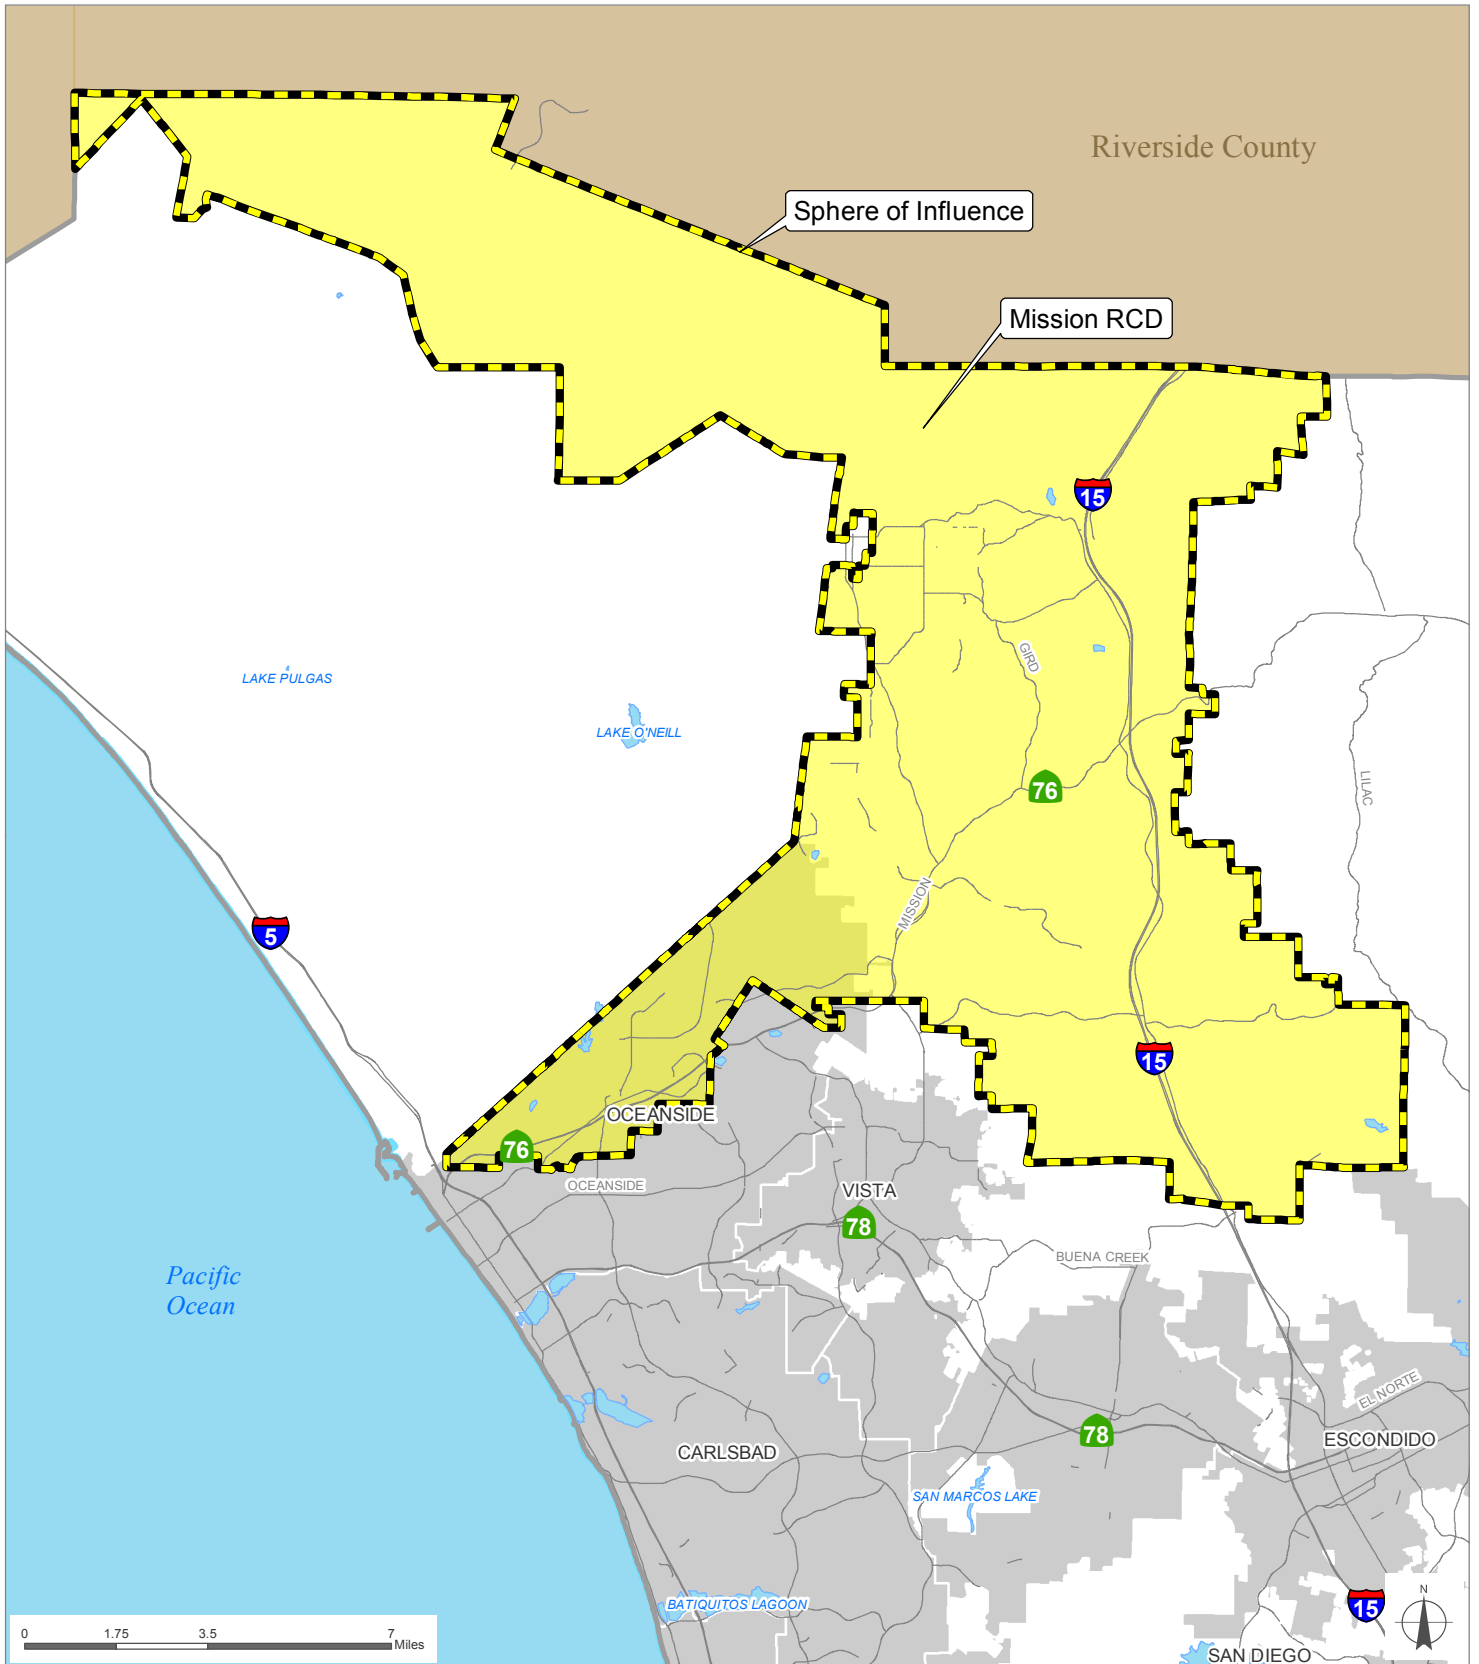 Riverside County
Sphere of Influence
Mission RCD
15
GIRD
LAKE PULGAS
LAKE O'NEILL
76
LILAC
MISSION
5
15
OCEANSIDE
76
OCEANSIDE
VISTA
78
BUENA CREEK
Pacific
Ocean
EL NORTE
78
ESCONDIDO
CARLSBAD
SAN MARCOS LAKE
BATIQUITOS LAGOON
15
N
SAN DIEGO
0 1.75 3.5 7
Miles